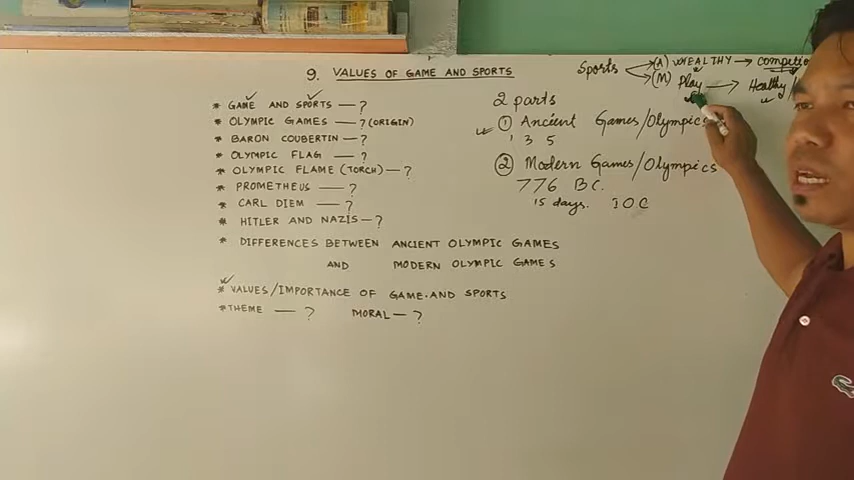 9. VALUES OF GAME AND SPORTS
* GAME AND SPORTS — ?
* OLYMPIC GAMES — ? (ORIGIN)
* BARON COUBERTIN — ?
* OLYMPIC FLAG — ?
* OLYMPIC FLAME (TORCH) — ?
* PROMETHEUS — ?
* CARL DIEM — ?
* HITLER AND NAZIS — ?
* DIFFERENCES BETWEEN ANCIENT OLYMPIC GAMES
AND MODERN OLYMPIC GAMES
* VALUES/IMPORTANCE OF GAME AND SPORTS
* THEME — ? MORAL — ?
2 parts
① Ancient Games/Olympics
1 3 5
② Modern Games/Olympics
776 BC.
15 days. IOC
Sports
(A) WHEALTHY → competio
(M) Play → Healthy/